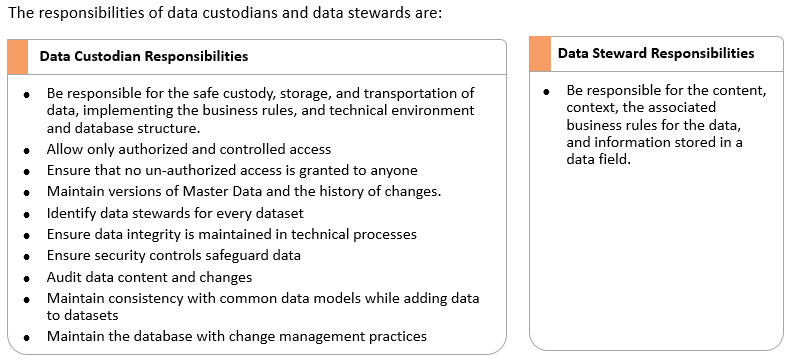 The responsibilities of data custodians and data stewards are:
Data Custodian Responsibilities
● Be responsible for the safe custody, storage, and transportation of
data, implementing the business rules, and technical environment
and database structure.
● Allow only authorized and controlled access
● Ensure that no un-authorized access is granted to anyone
● Maintain versions of Master Data and the history of changes.
● Identify data stewards for every dataset
● Ensure data integrity is maintained in technical processes
● Ensure security controls safeguard data
● Audit data content and changes
● Maintain consistency with common data models while adding data
to datasets
● Maintain the database with change management practices
Data Steward Responsibilities
● Be responsible for the content,
context, the associated
business rules for the data,
and information stored in a
data field.